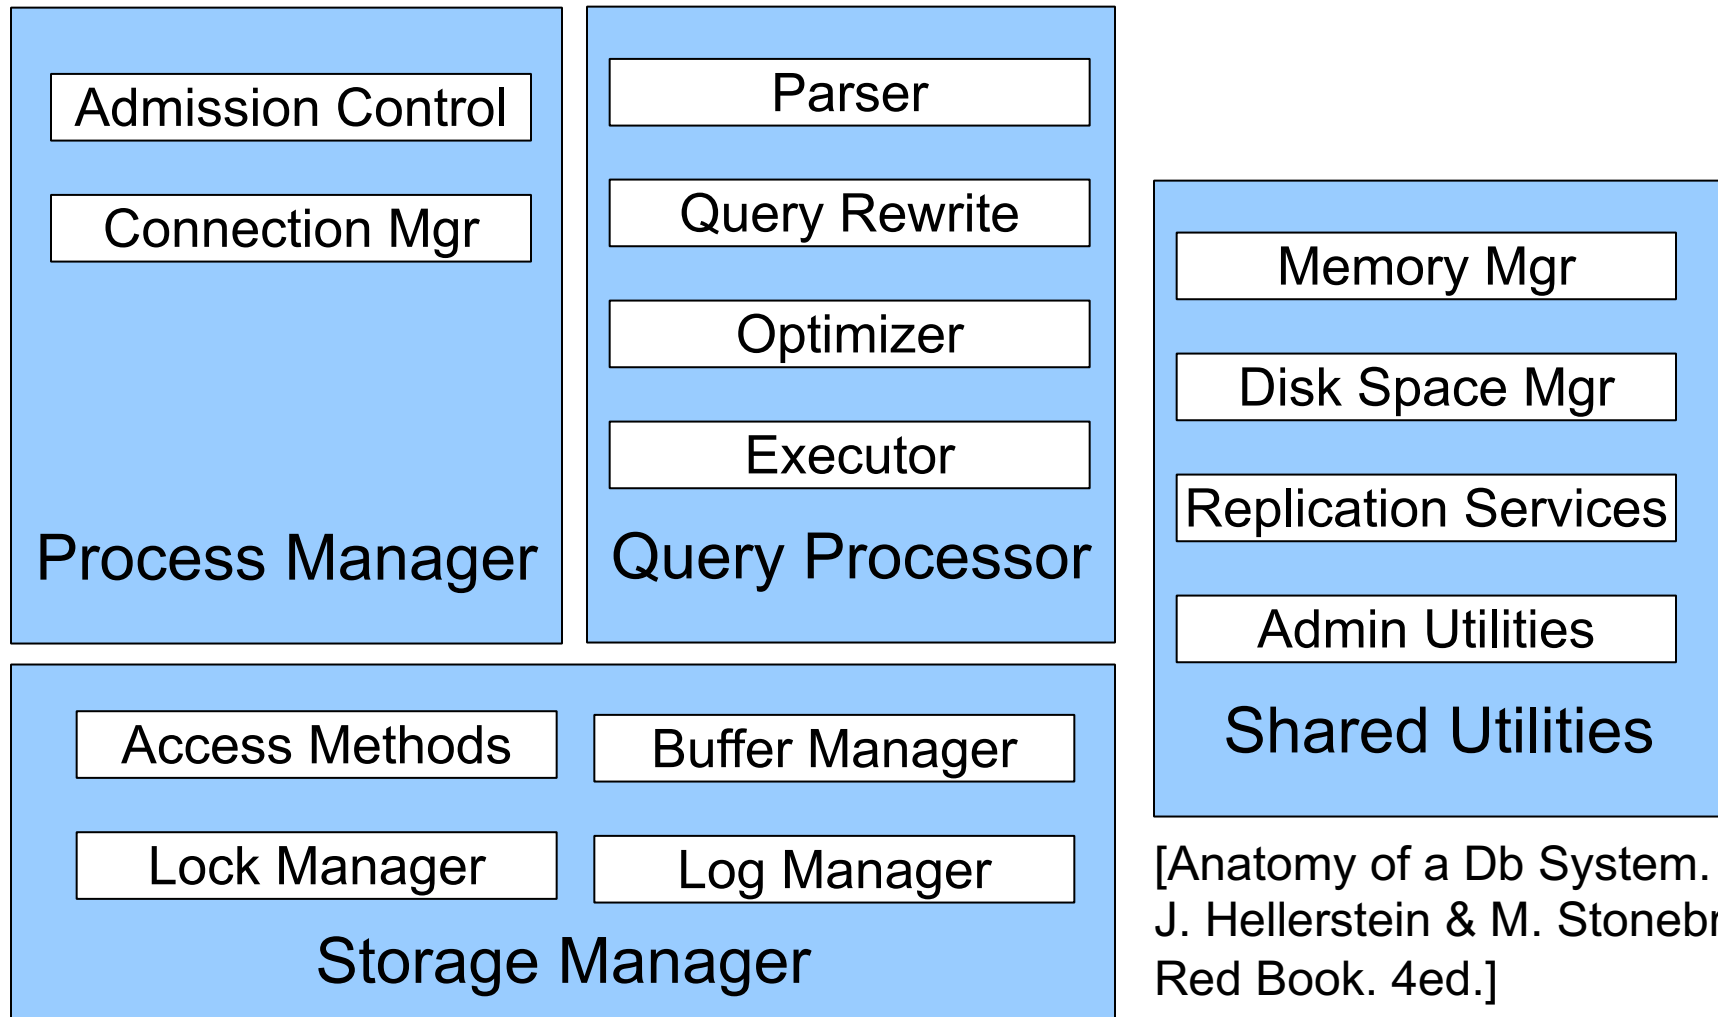 Admission Control
Connection Mgr
Process Manager
Parser
Query Rewrite
Optimizer
Executor
Query Processor
Memory Mgr
Disk Space Mgr
Replication Services
Admin Utilities
Shared Utilities
Access Methods
Buffer Manager
Lock Manager
Log Manager
Storage Manager
[Anatomy of a Db System.
J. Hellerstein & M.
Red Book. 4ed.]